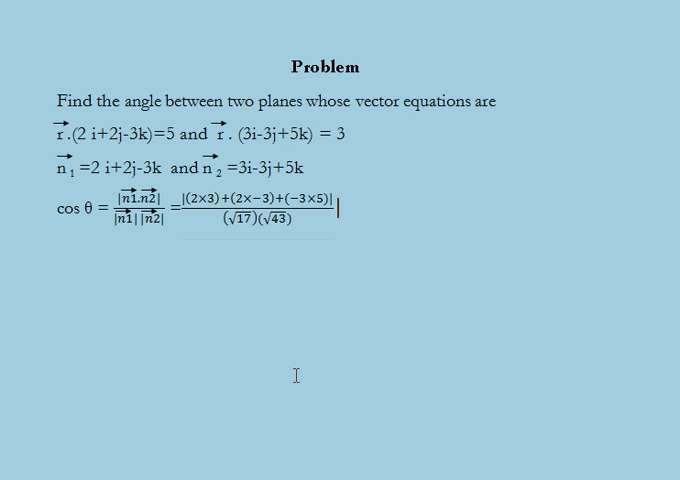 Problem
Find the angle between two planes whose vector equations are
r⃗.(2 i+2j-3k)=5 and r⃗ . (3i-3j+5k) = 3
n⃗ ₁ =2 i+2j-3k and n⃗ ₂ =3i-3j+5k
cos θ = |n1⃗.n2⃗| / |n1⃗||n2⃗| = |(2×3)+(2×−3)+(−3×5)| / (√17)(√43)